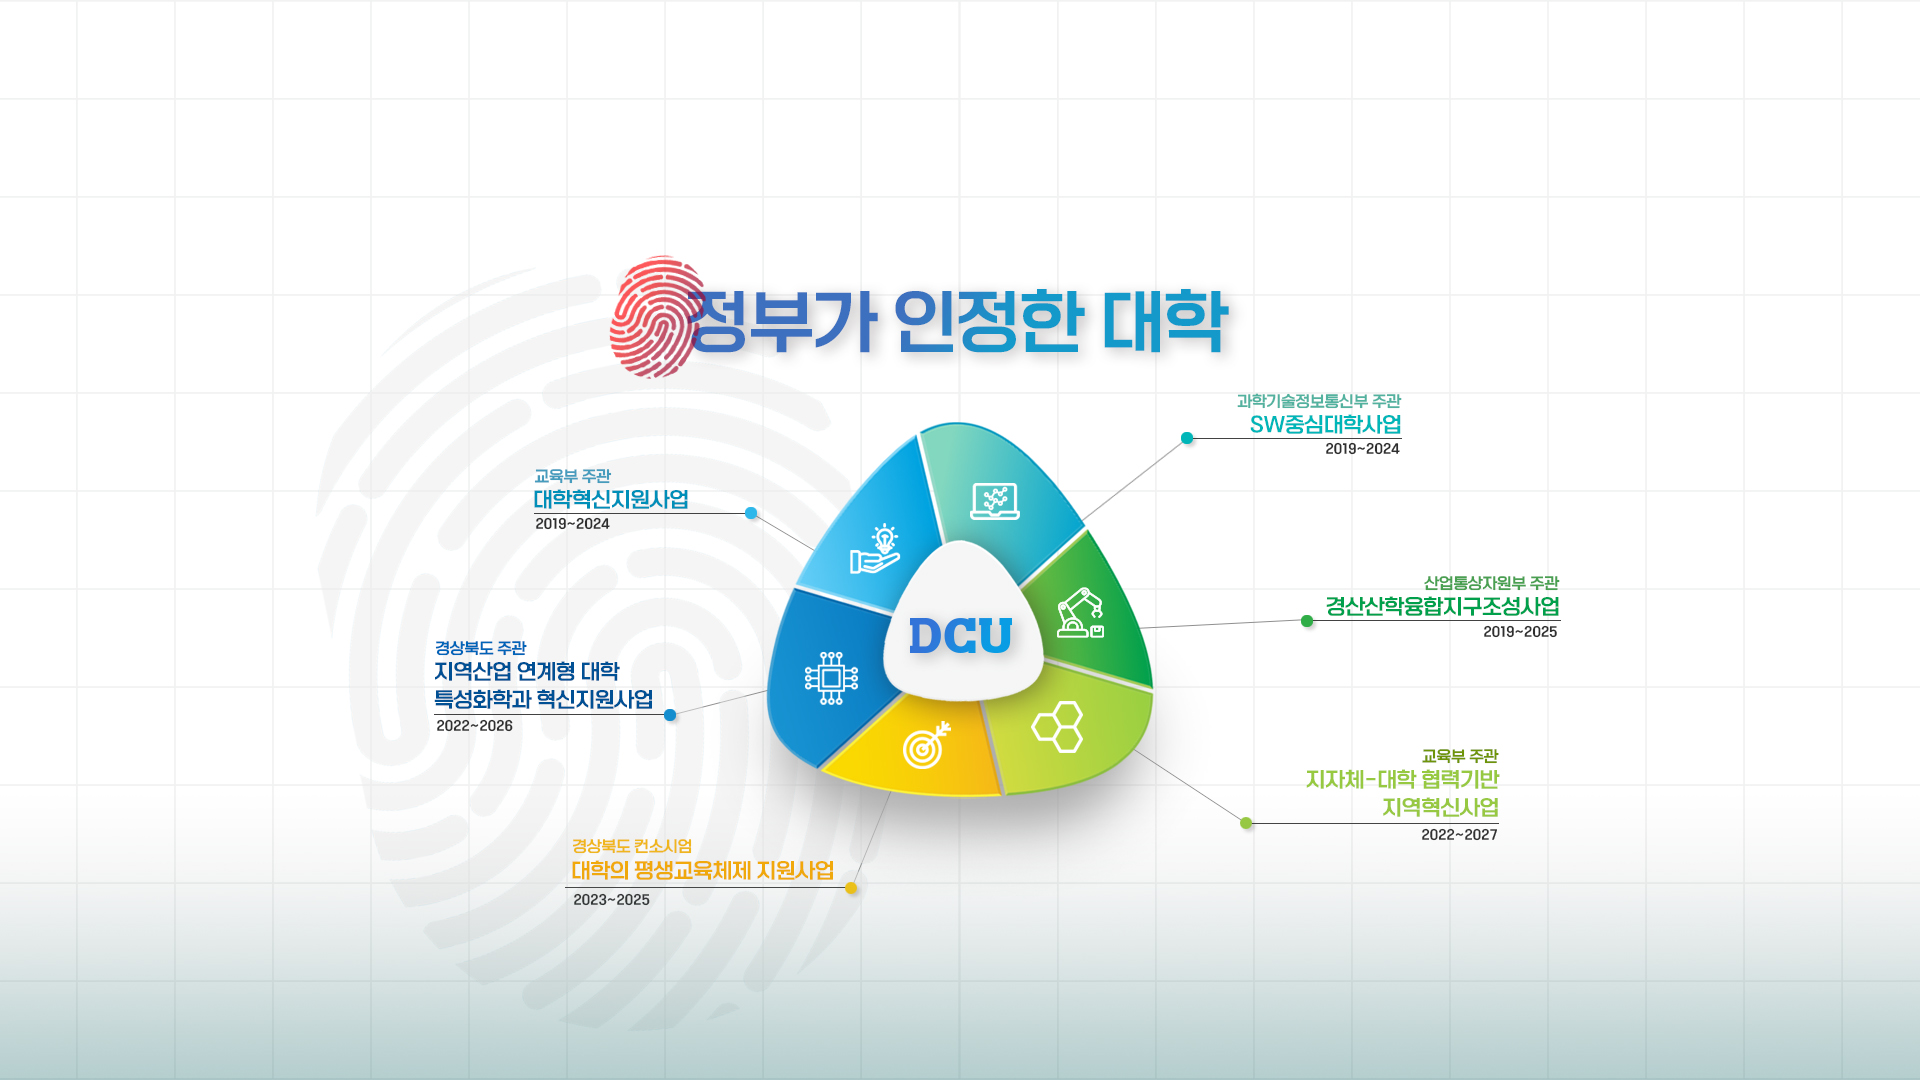 정부가 인정한 대학
과학기술정보통신부 주관
SW중심대학사업
2019~2024
교육부 주관
대학혁신지원사업
2019~2024
산업통상자원부 주관
경산산학융합지구조성사업
2019~2025
DCU
경상북도 주관
지역산업 연계형 대학
특성화학과 혁신지원사업
2022~2026
교육부 주관
지자체-대학 협력기반
지역혁신사업
2022~2027
경상북도 컨소시엄
대학의 평생교육체제 지원사업
2023~2025